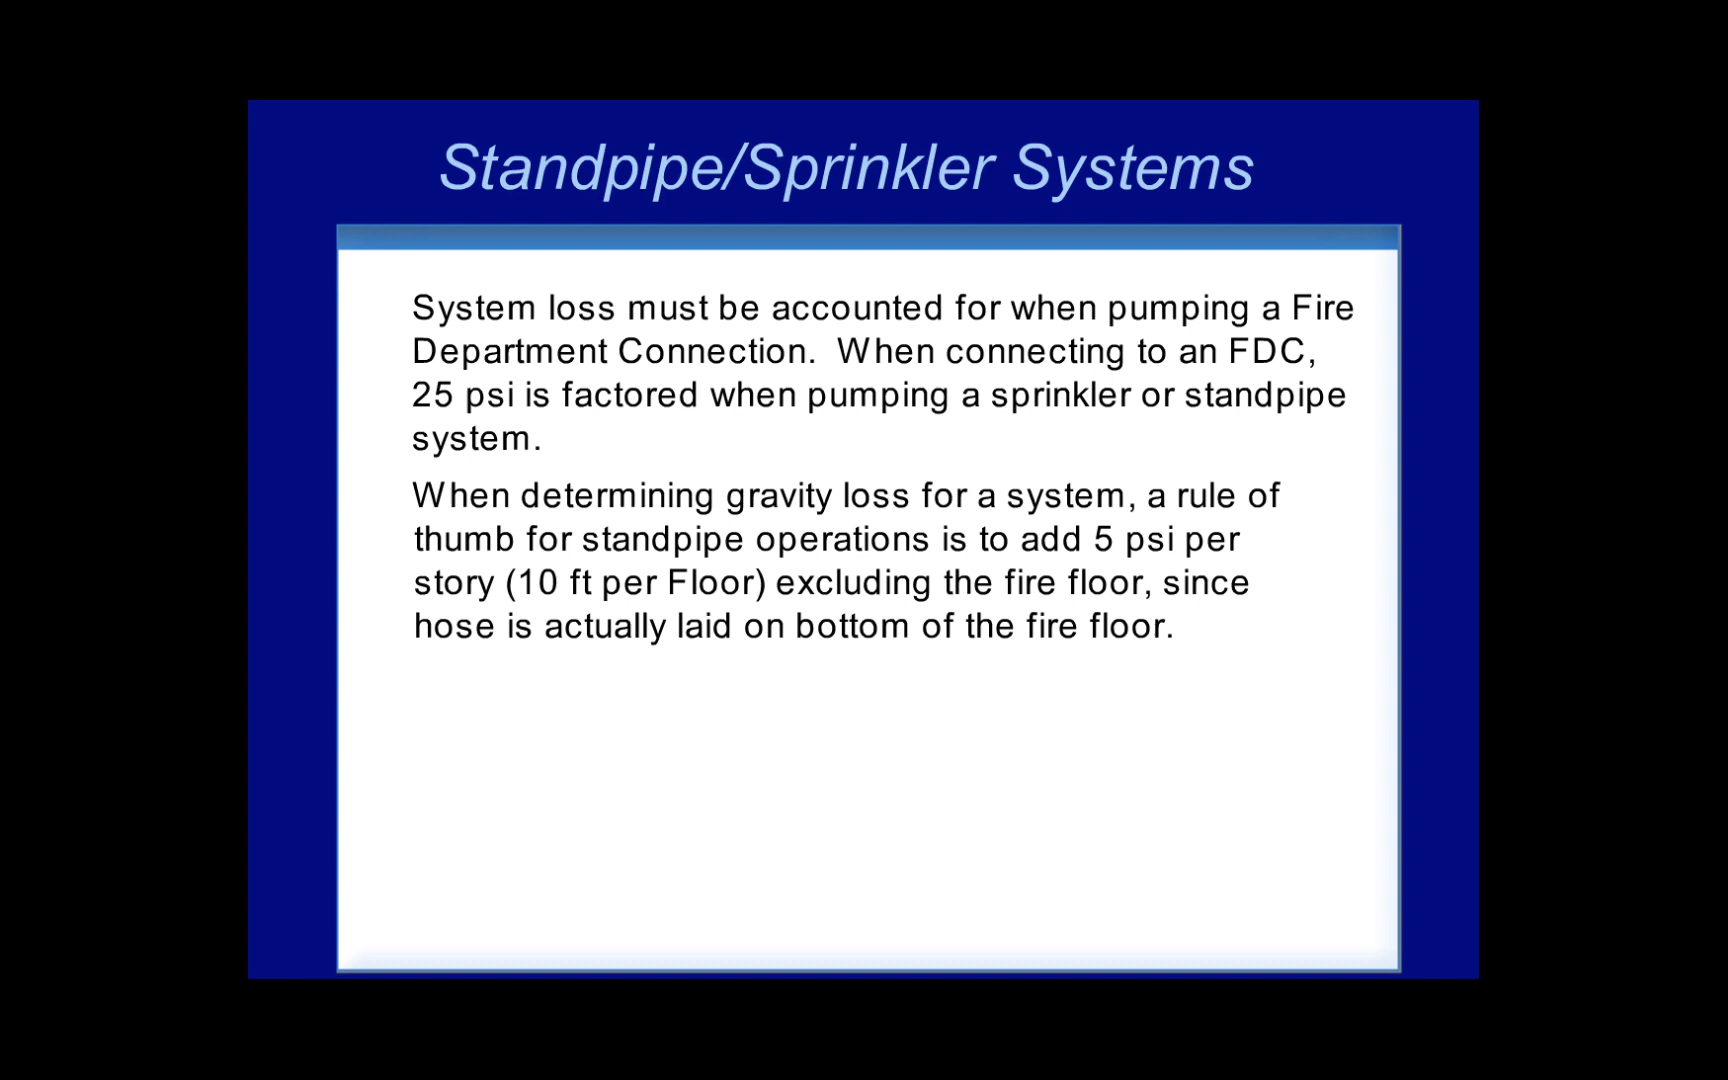 Standpipe/Sprinkler Systems
System loss must be accounted for when pumping a Fire
Department Connection.  When connecting to an FDC,
25 psi is factored when pumping a sprinkler or standpipe
system.
When determining gravity loss for a system, a rule of
thumb for standpipe operations is to add 5 psi per
story (10 ft per Floor) excluding the fire floor, since
hose is actually laid on bottom of the fire floor.